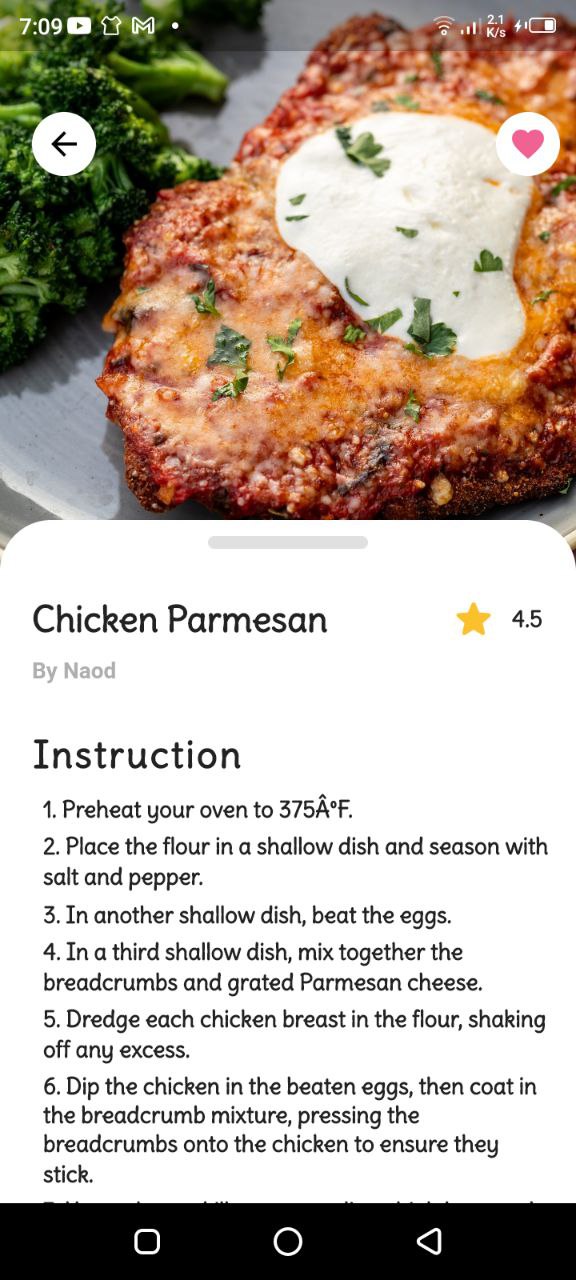 7:09
2.1
K/s
Chicken Parmesan
4.5
By Naod
Instruction
1. Preheat your oven to 375Â°F.
2. Place the flour in a shallow dish and season with
salt and pepper.
3. In another shallow dish, beat the eggs.
4. In a third shallow dish, mix together the
breadcrumbs and grated Parmesan cheese.
5. Dredge each chicken breast in the flour, shaking
off any excess.
6. Dip the chicken in the beaten eggs, then coat in
the breadcrumb mixture, pressing the
breadcrumbs onto the chicken to ensure they
stick.